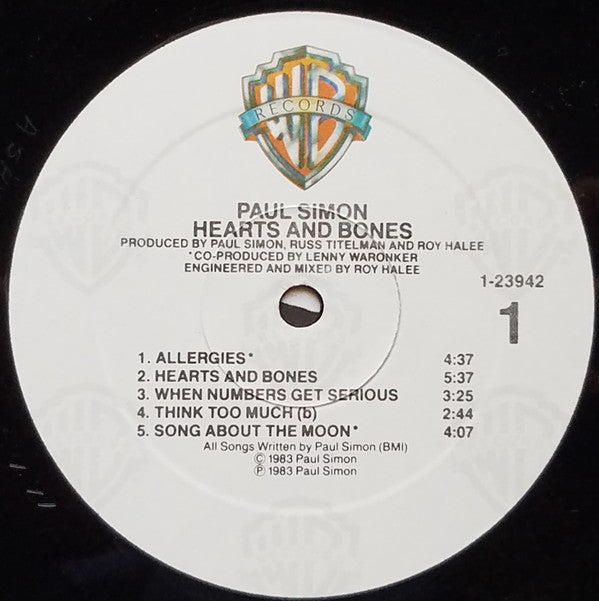 WB
RECORDS
PAUL SIMON
HEARTS AND BONES
PRODUCED BY PAUL SIMON, RUSS TITELMAN AND ROY HALEE
*CO-PRODUCED BY LENNY WARONKER
ENGINEERED AND MIXED BY ROY HALEE
1-23942
1
1. ALLERGIES* 4:37
2. HEARTS AND BONES 5:37
3. WHEN NUMBERS GET SERIOUS 3:25
4. THINK TOO MUCH (b) 2:44
5. SONG ABOUT THE MOON* 4:07
All Songs Written by Paul Simon (BMI)
© 1983 Paul Simon
℗ 1983 Paul Simon